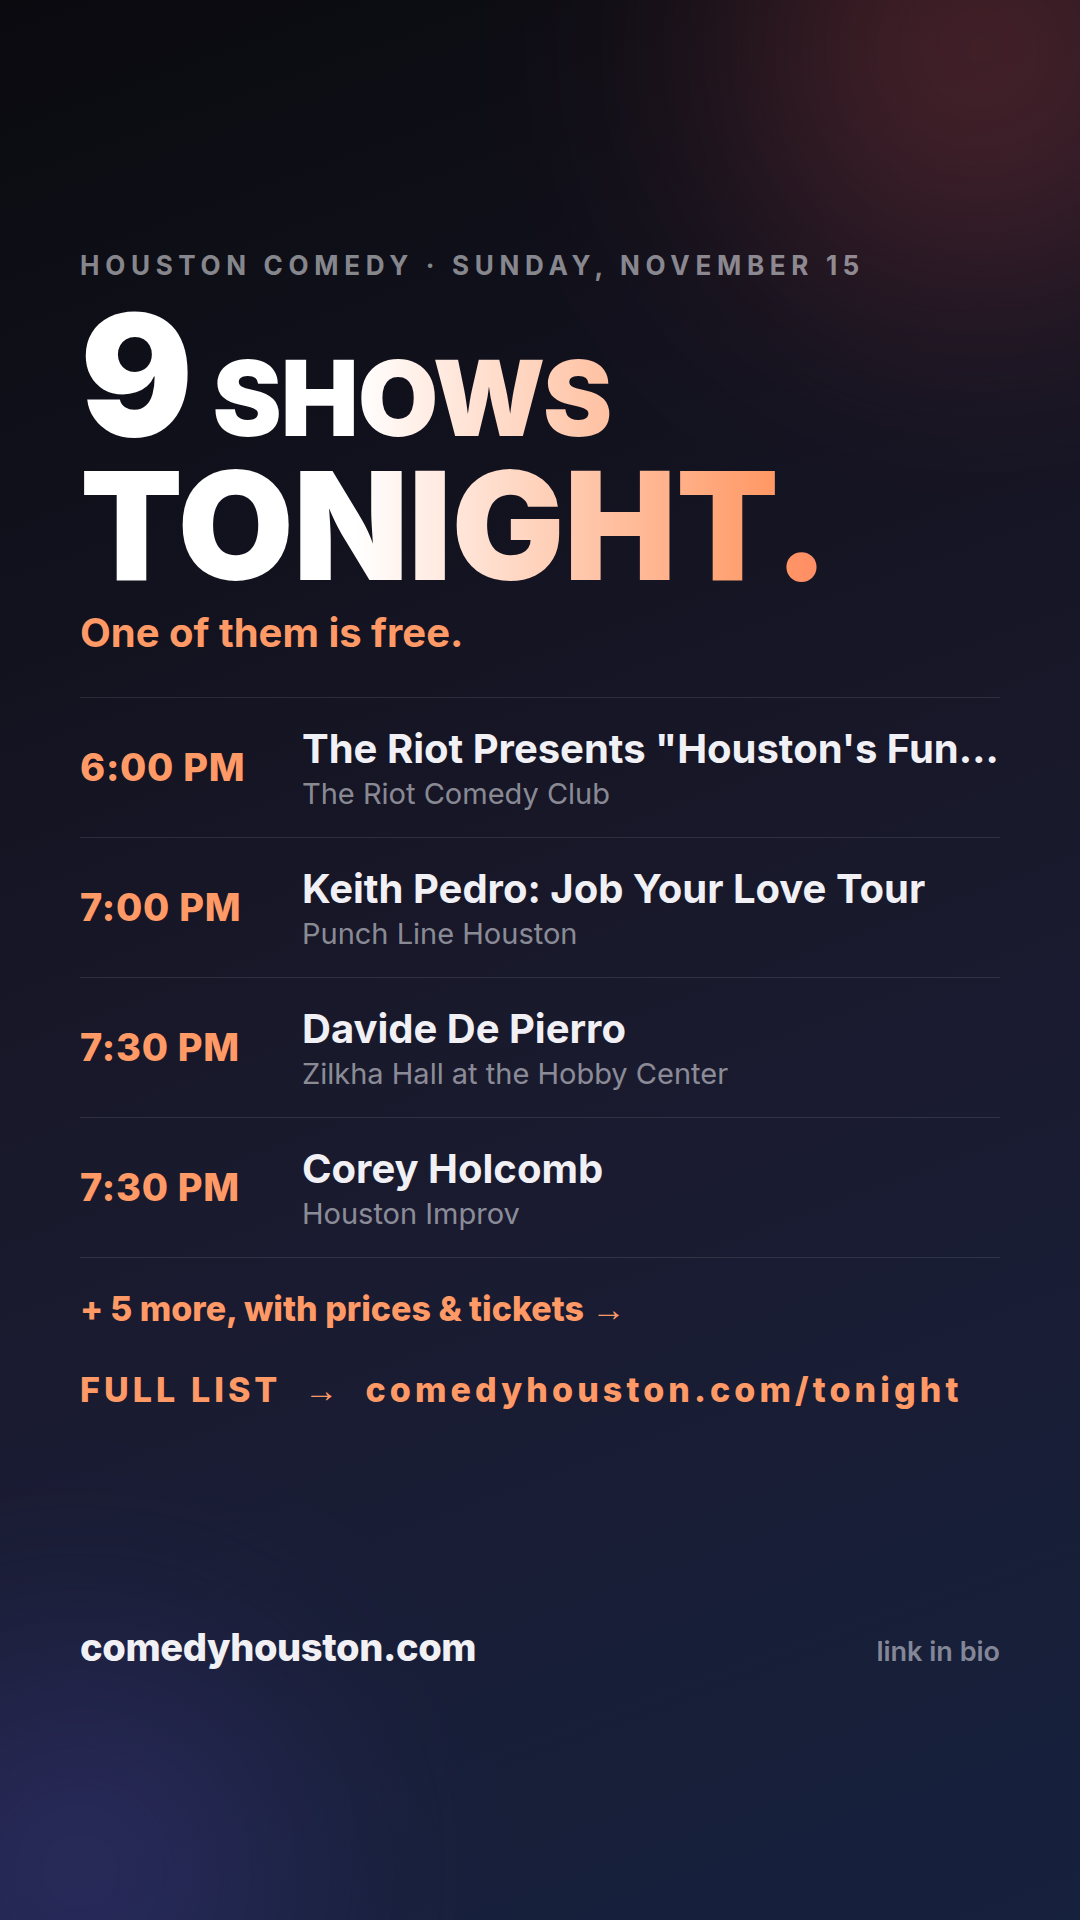 HOUSTON COMEDY · SUNDAY, NOVEMBER 15
9 SHOWS
TONIGHT.
One of them is free.
6:00 PM
The Riot Presents "Houston's Fun...
The Riot Comedy Club
7:00 PM
Keith Pedro: Job Your Love Tour
Punch Line Houston
7:30 PM
Davide De Pierro
Zilkha Hall at the Hobby Center
7:30 PM
Corey Holcomb
Houston Improv
+ 5 more, with prices & tickets →
FULL LIST → comedyhouston.com/tonight
comedyhouston.com
link in bio